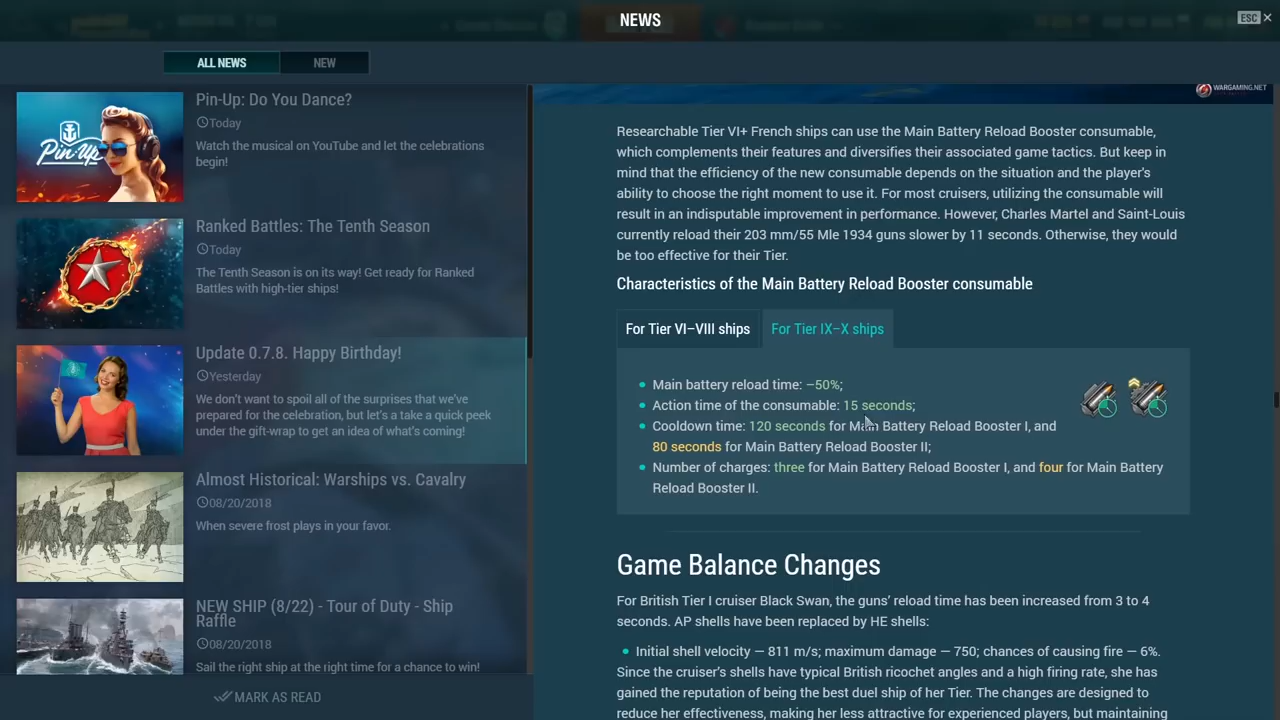 NEWS
ESC ×
ALL NEWS
NEW
Pin-Up: Do You Dance?
Today
Watch the musical on YouTube and let the celebrations
begin!
Pin-Up
Ranked Battles: The Tenth Season
Today
The Tenth Season is on its way! Get ready for Ranked
Battles with high-tier ships!
Update 0.7.8. Happy Birthday!
Yesterday
We don't want to spoil all of the surprises that we've
prepared for the celebration, but let's a take a quick peek
under the gift-wrap to get an idea of what's coming!
Almost Historical: Warships vs. Cavalry
08/20/2018
When severe frost plays in your favor.
NEW SHIP (8/22) - Tour of Duty - Ship
Raffle
08/20/2018
Sail the right ship at the right time for a chance to win!
MARK AS READ
WARGAMING.NET
Researchable Tier VI+ French ships can use the Main Battery Reload Booster consumable,
which complements their features and diversifies their associated game tactics. But keep in
mind that the efficiency of the new consumable depends on the situation and the player's
ability to choose the right moment to use it. For most cruisers, utilizing the consumable will
result in an indisputable improvement in performance. However, Charles Martel and Saint-Louis
currently reload their 203 mm/55 Mle 1934 guns slower by 11 seconds. Otherwise, they would
be too effective for their Tier.
Characteristics of the Main Battery Reload Booster consumable
For Tier VI–VIII ships
For Tier IX–X ships
• Main battery reload time: –50%;
• Action time of the consumable: 15 seconds;
• Cooldown time: 120 seconds for Main Battery Reload Booster I, and
80 seconds for Main Battery Reload Booster II;
• Number of charges: three for Main Battery Reload Booster I, and four for Main Battery
Reload Booster II.
Game Balance Changes
For British Tier I cruiser Black Swan, the guns' reload time has been increased from 3 to 4
seconds. AP shells have been replaced by HE shells:
• Initial shell velocity — 811 m/s; maximum damage — 750; chances of causing fire — 6%.
Since the cruiser's shells have typical British ricochet angles and a high firing rate, she has
gained the reputation of being the best duel ship of her Tier. The changes are designed to
reduce her effectiveness, making her less attractive for experienced players, but maintaining